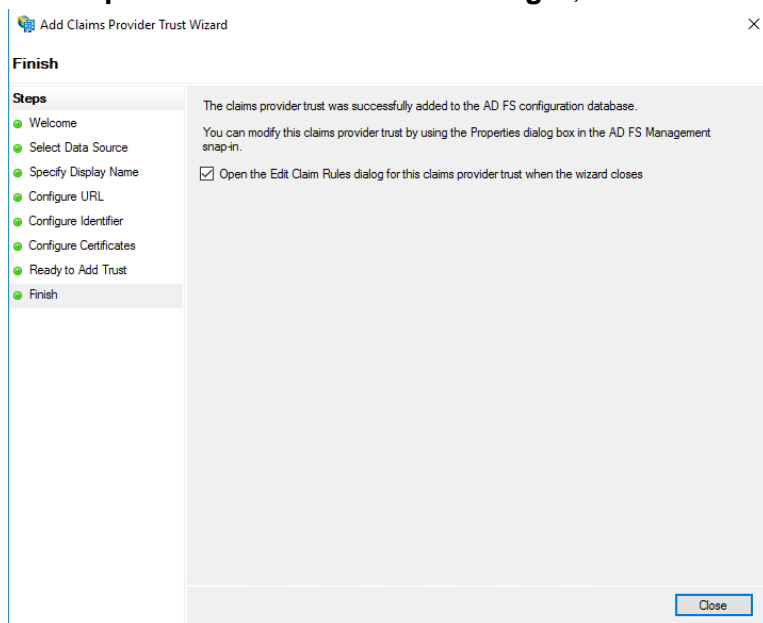 Add Claims Provider Trust Wizard
Finish
Steps
Welcome
Select Data Source
Specify Display Name
Configure URL
Configure Identifier
Configure Certificates
Ready to Add Trust
Finish
The claims provider trust was successfully added to the AD FS configuration database.
You can modify this claims provider trust by using the Properties dialog box in the AD FS Management
snap-in.
Open the Edit Claim Rules dialog for this claims provider trust when the wizard closes
Close